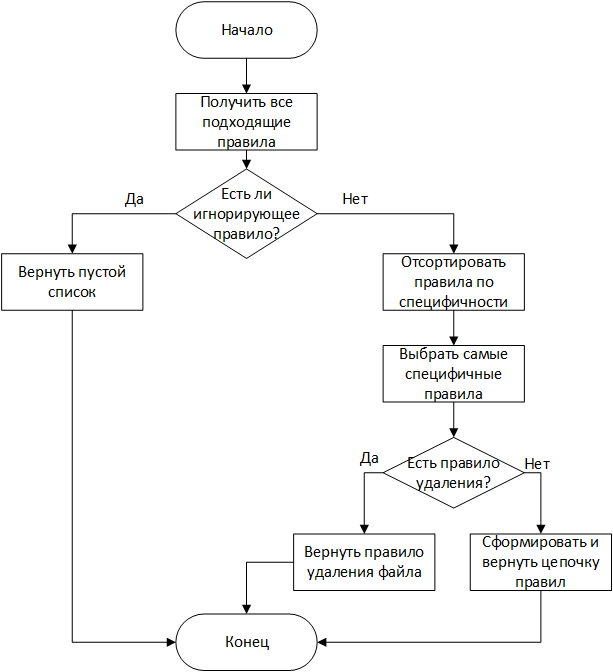 Начало
Получить все
подходящие
правила
Есть ли
игнорирующее
правило?
Да
Нет
Вернуть пустой
список
Отсортировать
правила по
специфичности
Выбрать самые
специфичные
правила
Есть правило
удаления?
Да
Нет
Вернуть правило
удаления файла
Сформировать и
вернуть цепочку
правил
Конец